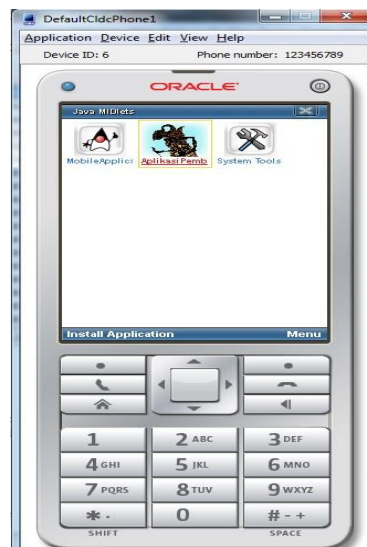 DefaultCldcPhone1
Application Device Edit View Help
Device ID: 6 Phone number: 123456789
ORACLE
Java MIDlets
MobileApplici Aplikasi Pemb System Tools
Install Application Menu
1 2 ABC 3 DEF
4 GHI 5 JKL 6 MNO
7 PQRS 8 TUV 9 WXYZ
* . 0 # - +
SHIFT SPACE